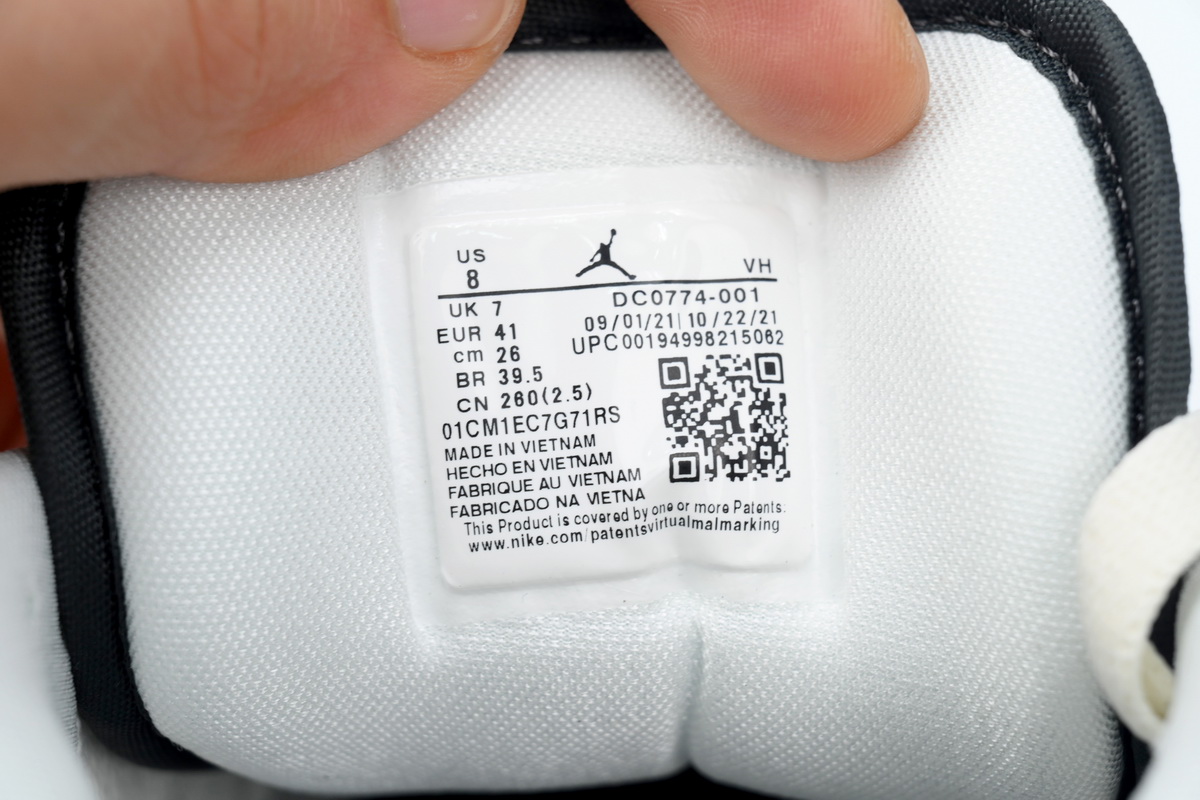 US
8
VH
UK 7
EUR 41
cm 26
BR 39.5
CN 260(2.5)
DC0774-001
09/01/21|10/22/21
UPC00194998215062
01CM1EC7G71RS
MADE IN VIETNAM
HECHO EN VIETNAM
FABRIQUE AU VIETNAM
FABRICADO NA VIETNA
This Product is covered by one or more Patents:
www.nike.com/patentsvirtualmalmarking